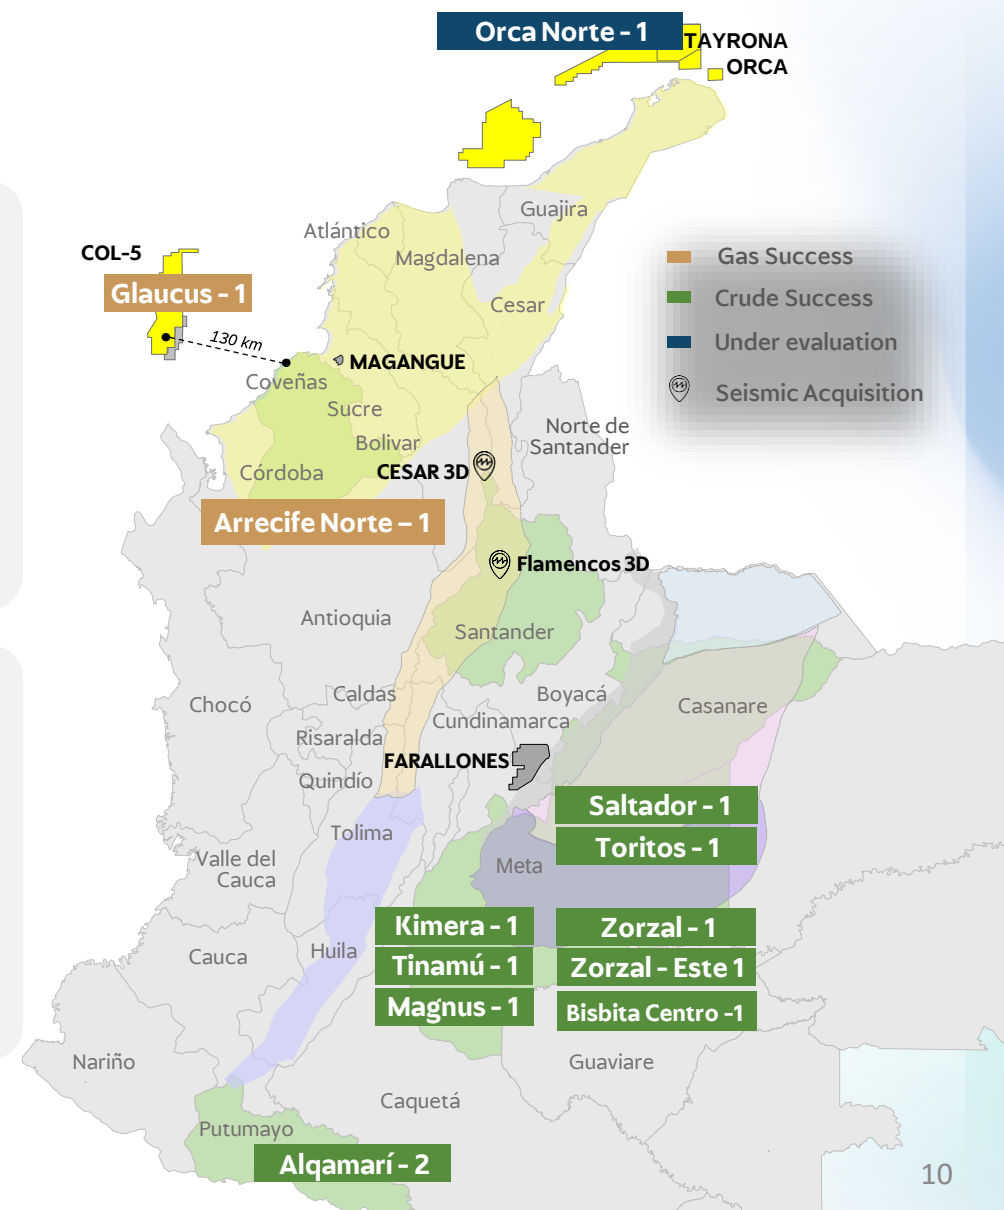 Orca Norte - 1
TAYRONA
ORCA
Guajira
Atlántico
Magdalena
COL-5
Glaucus - 1
Cesar
130 km
MAGANGUE
Coveñas
Sucre
Bolivar
Córdoba
CESAR 3D
Norte de
Santander
Gas Success
Crude Success
Under evaluation
Seismic Acquisition
Arrecife Norte – 1
Flamencos 3D
Antioquia
Santander
Chocó
Caldas
Boyacá
Casanare
Cundinamarca
Risaralda
FARALLONES
Quindío
Saltador - 1
Toritos - 1
Tolima
Meta
Valle del
Cauca
Kimera - 1
Zorzal - 1
Tinamú - 1
Zorzal - Este 1
Magnus - 1
Bisbita Centro -1
Huila
Cauca
Nariño
Guaviare
Caquetá
Putumayo
Alqamarí - 2
10